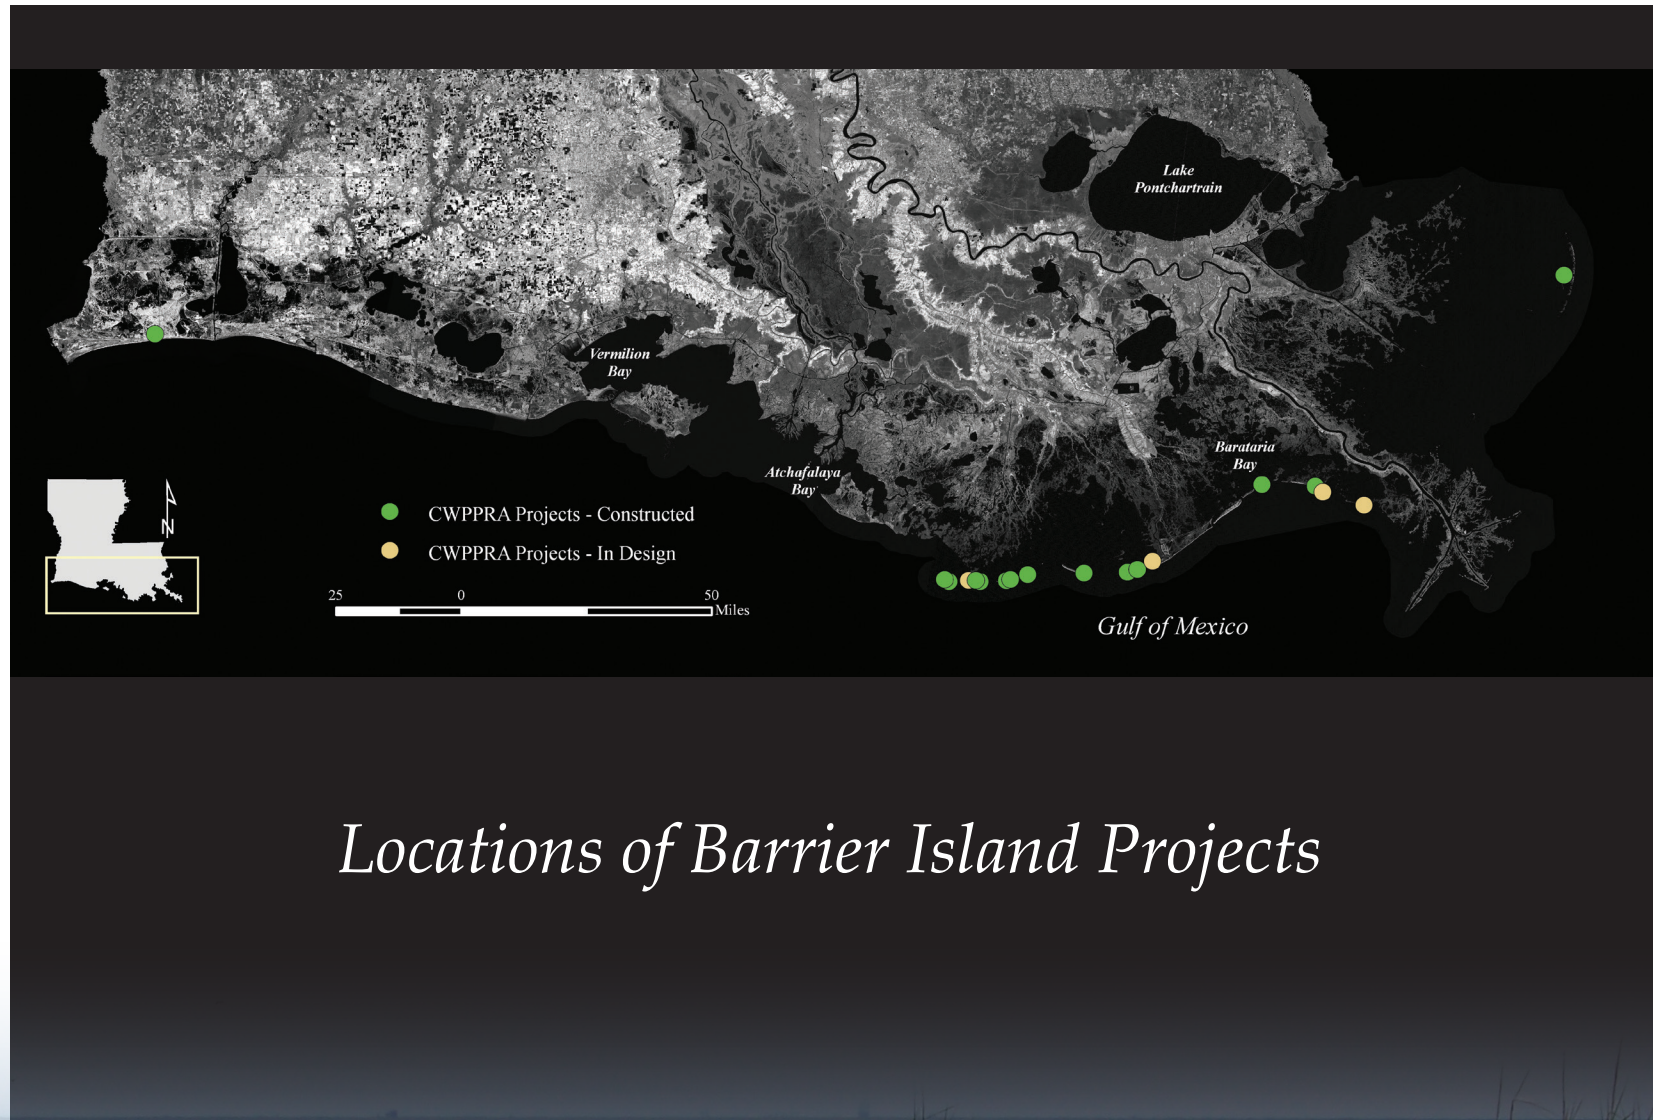 Lake
Pontchartrain
Vermilion
Bay
Barataria
Bay
Atchafalaya
Bay
N
CWPPRA Projects - Constructed
CWPPRA Projects - In Design
25 0 50
Miles
Gulf of Mexico
Locations of Barrier Island Projects